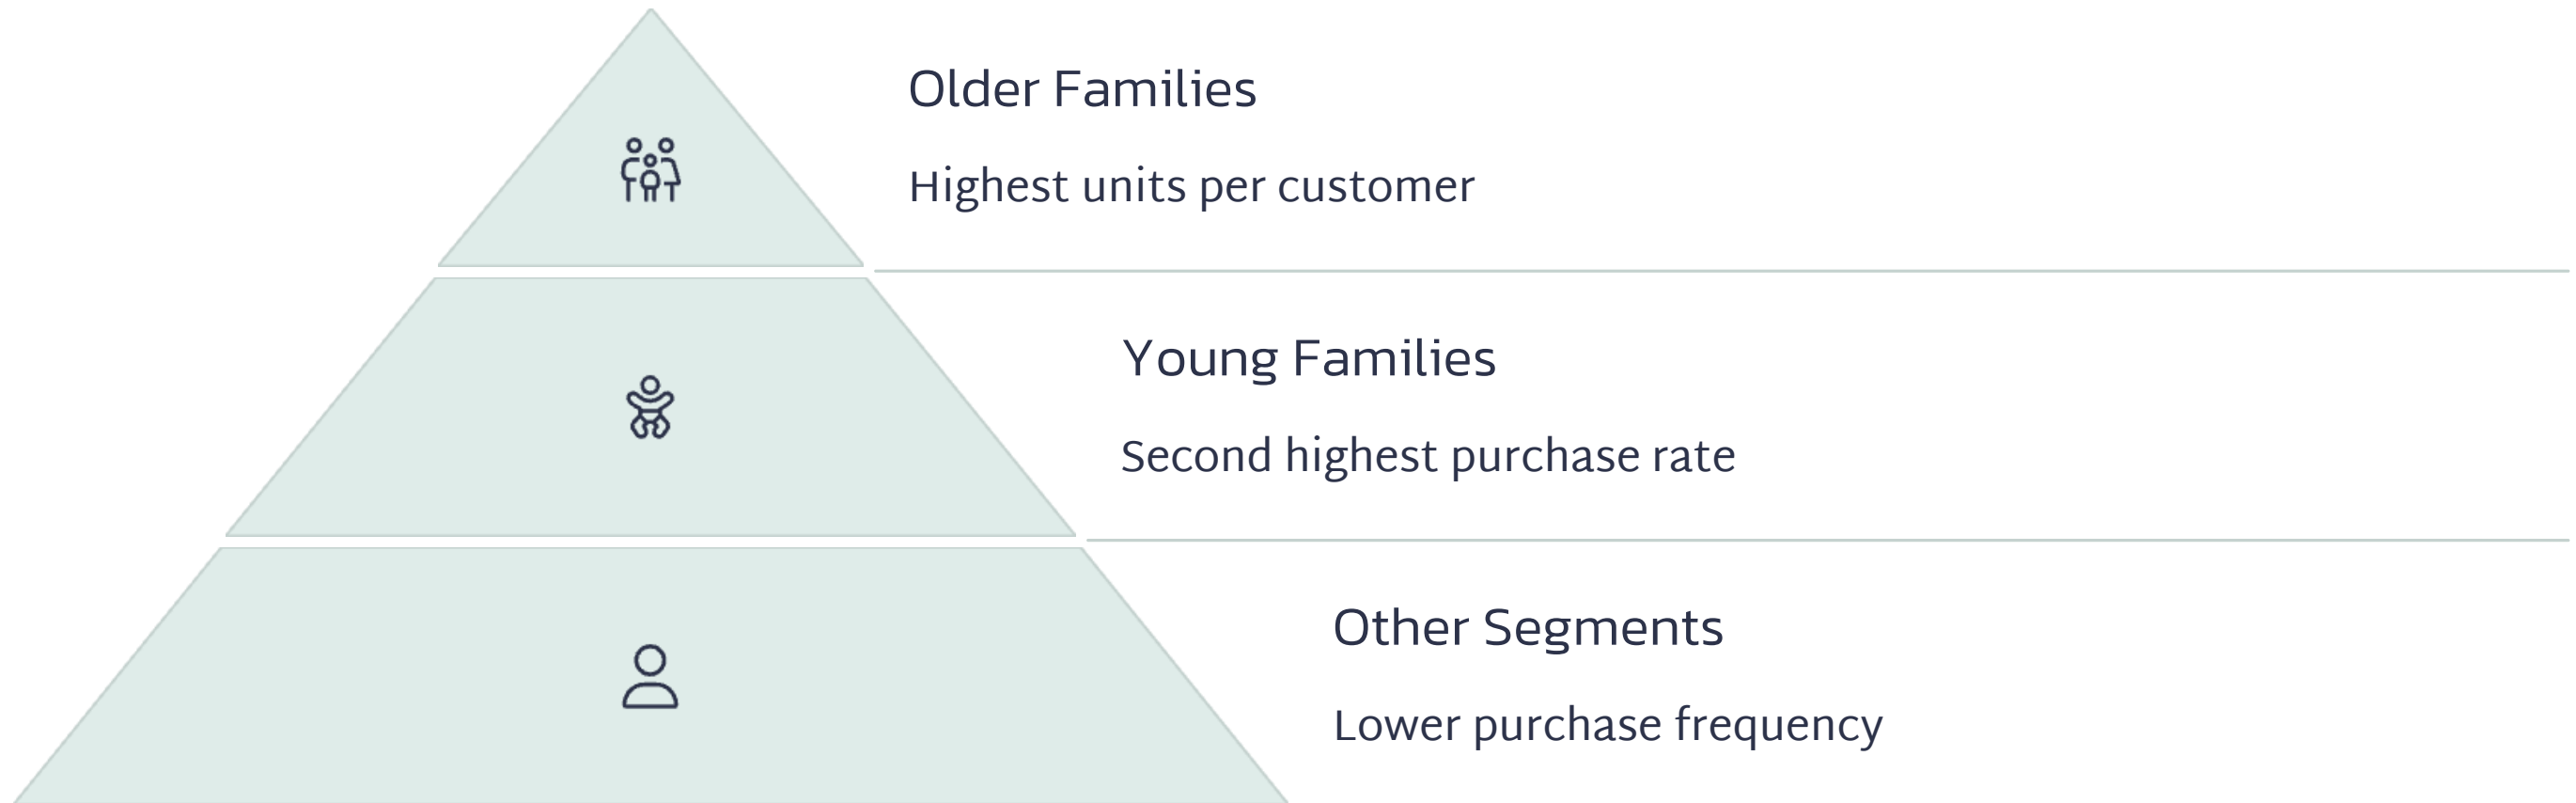 Older Families
Highest units per customer
Young Families
Second highest purchase rate
Other Segments
Lower purchase frequency